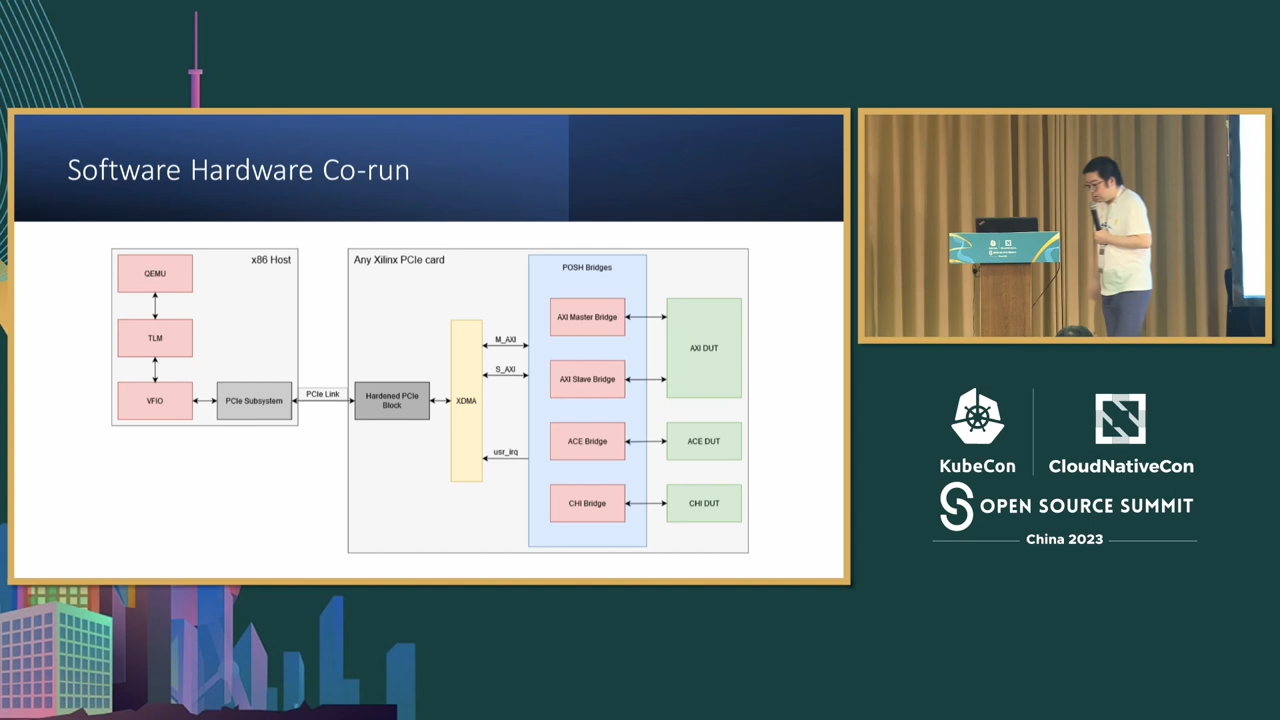 Software Hardware Co-run
x86 Host
QEMU
TLM
VFIO
PCIe Subsystem
PCIe Link
Any Xilinx PCIe card
Hardened PCIe
Block
XDMA
M_AXI
S_AXI
usr_irq
POSH Bridges
AXI Master Bridge
AXI Slave Bridge
ACE Bridge
CHI Bridge
AXI DUT
ACE DUT
CHI DUT
KubeCon
CloudNativeCon
OPEN SOURCE SUMMIT
China 2023